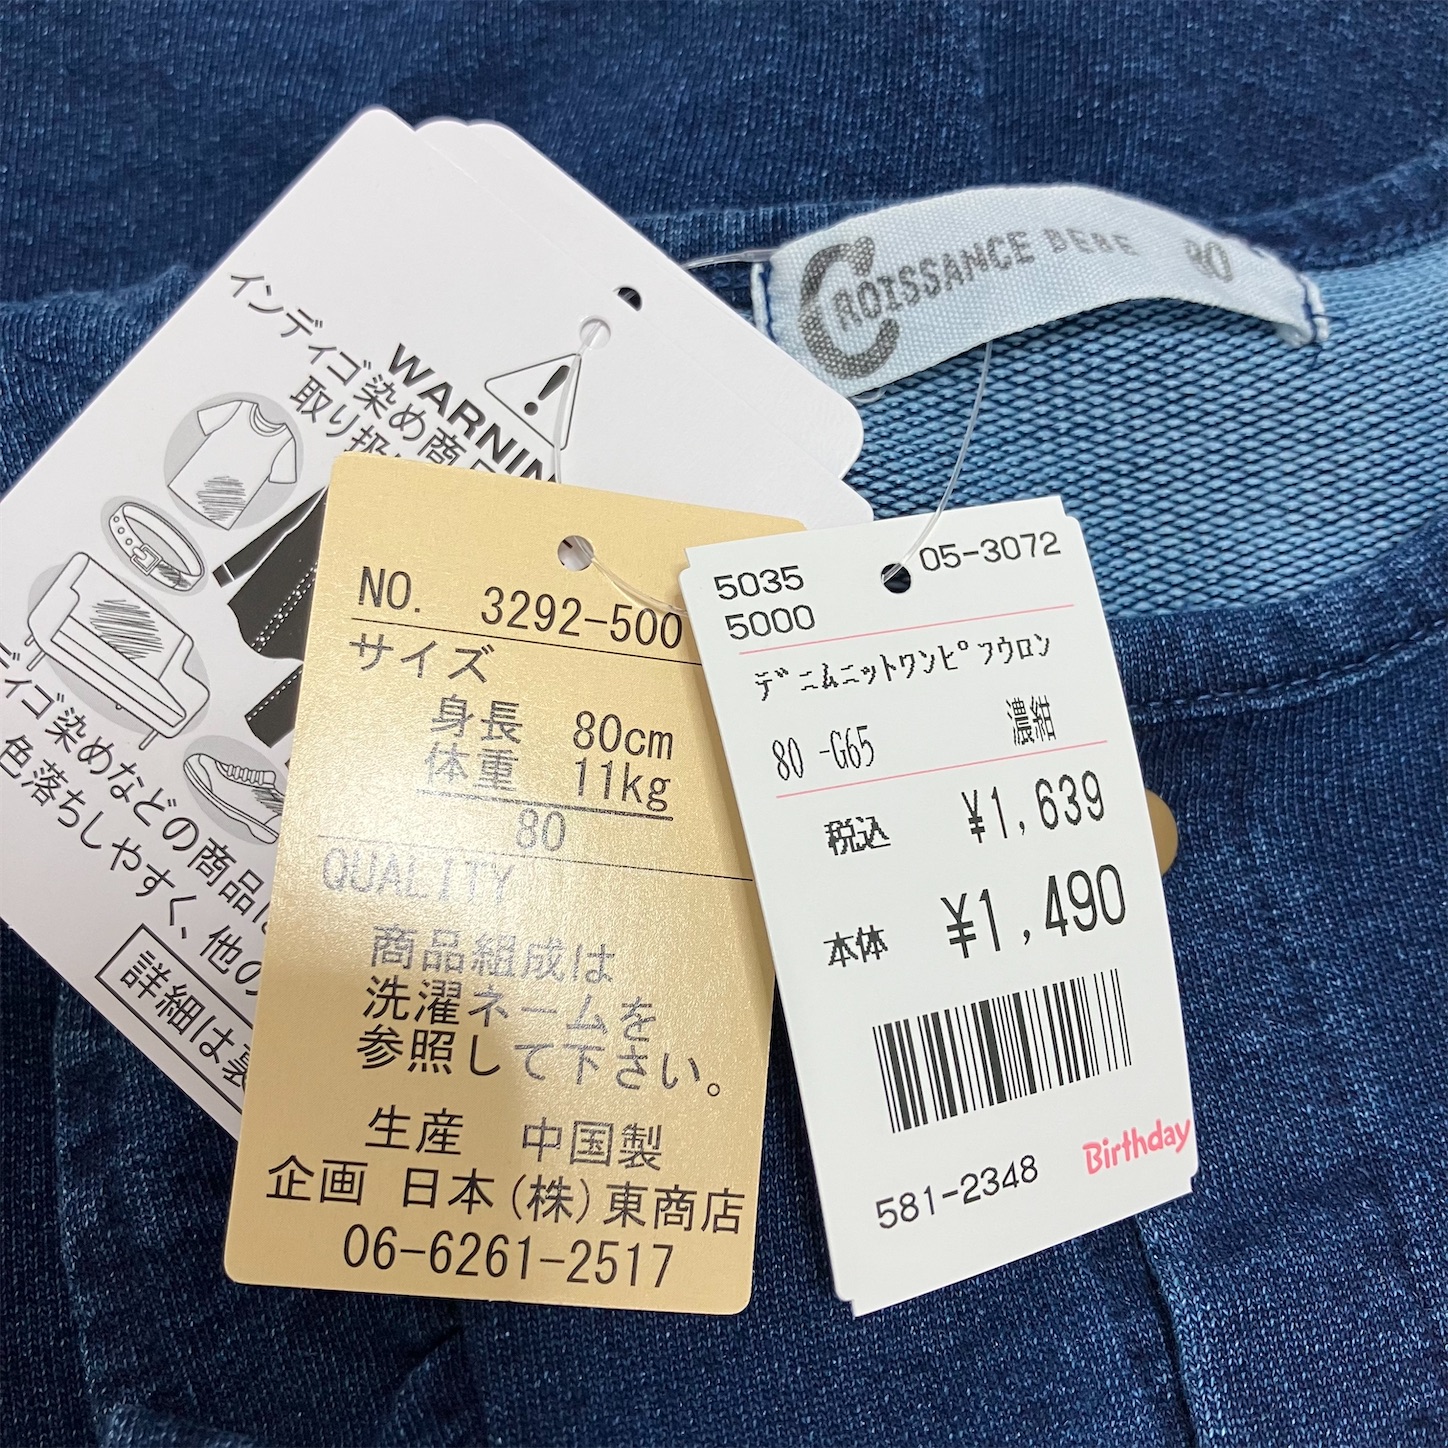 CROISSANCE BEBE 80
WARNIN
インディゴ染め商品
取り扱
ディゴ染めなどの商品は
色落ちしやすく、他の
詳細は裏
NO. 3292-500
サイズ
身長 80cm
体重 11kg
80
QUALITY
商品組成は
洗濯ネームを
参照して下さい。
生産 中国製
企画 日本(株)東商店
06-6261-2517
5035 05-3072
5000
ﾃﾞﾆﾑﾆｯﾄﾜﾝﾋﾟﾌｳﾛﾝ
80 -G65 濃紺
税込 ¥1,639
本体 ¥1,490
581-2348 Birthday